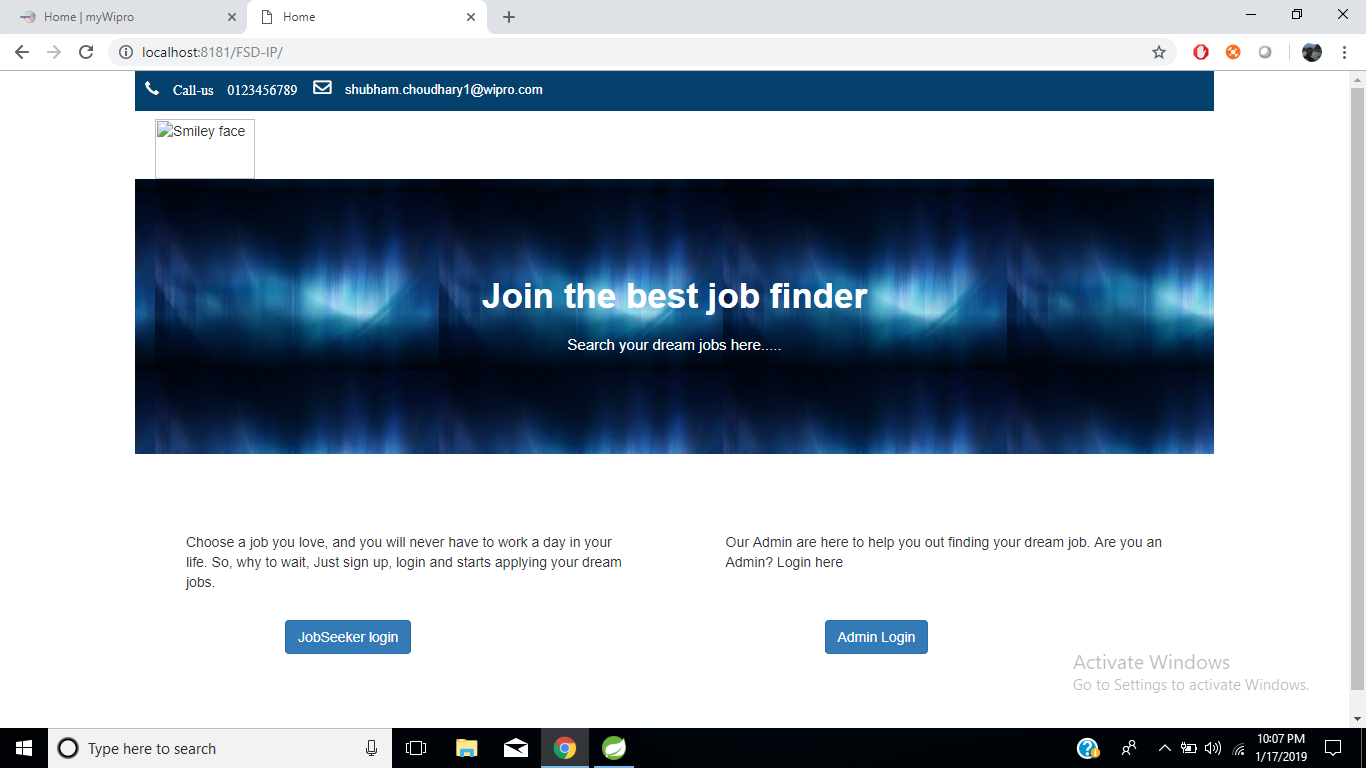 Home | myWipro
Home
localhost:8181/FSD-IP/
Call-us 0123456789 shubham.choudhary1@wipro.com
Smiley face
Join the best job finder
Search your dream jobs here.....
Choose a job you love, and you will never have to work a day in your
life. So, why to wait, Just sign up, login and starts applying your dream
jobs.
JobSeeker login
Our Admin are here to help you out finding your dream job. Are you an
Admin? Login here
Admin Login
Activate Windows
Go to Settings to activate Windows.
Type here to search
10:07 PM
1/17/2019